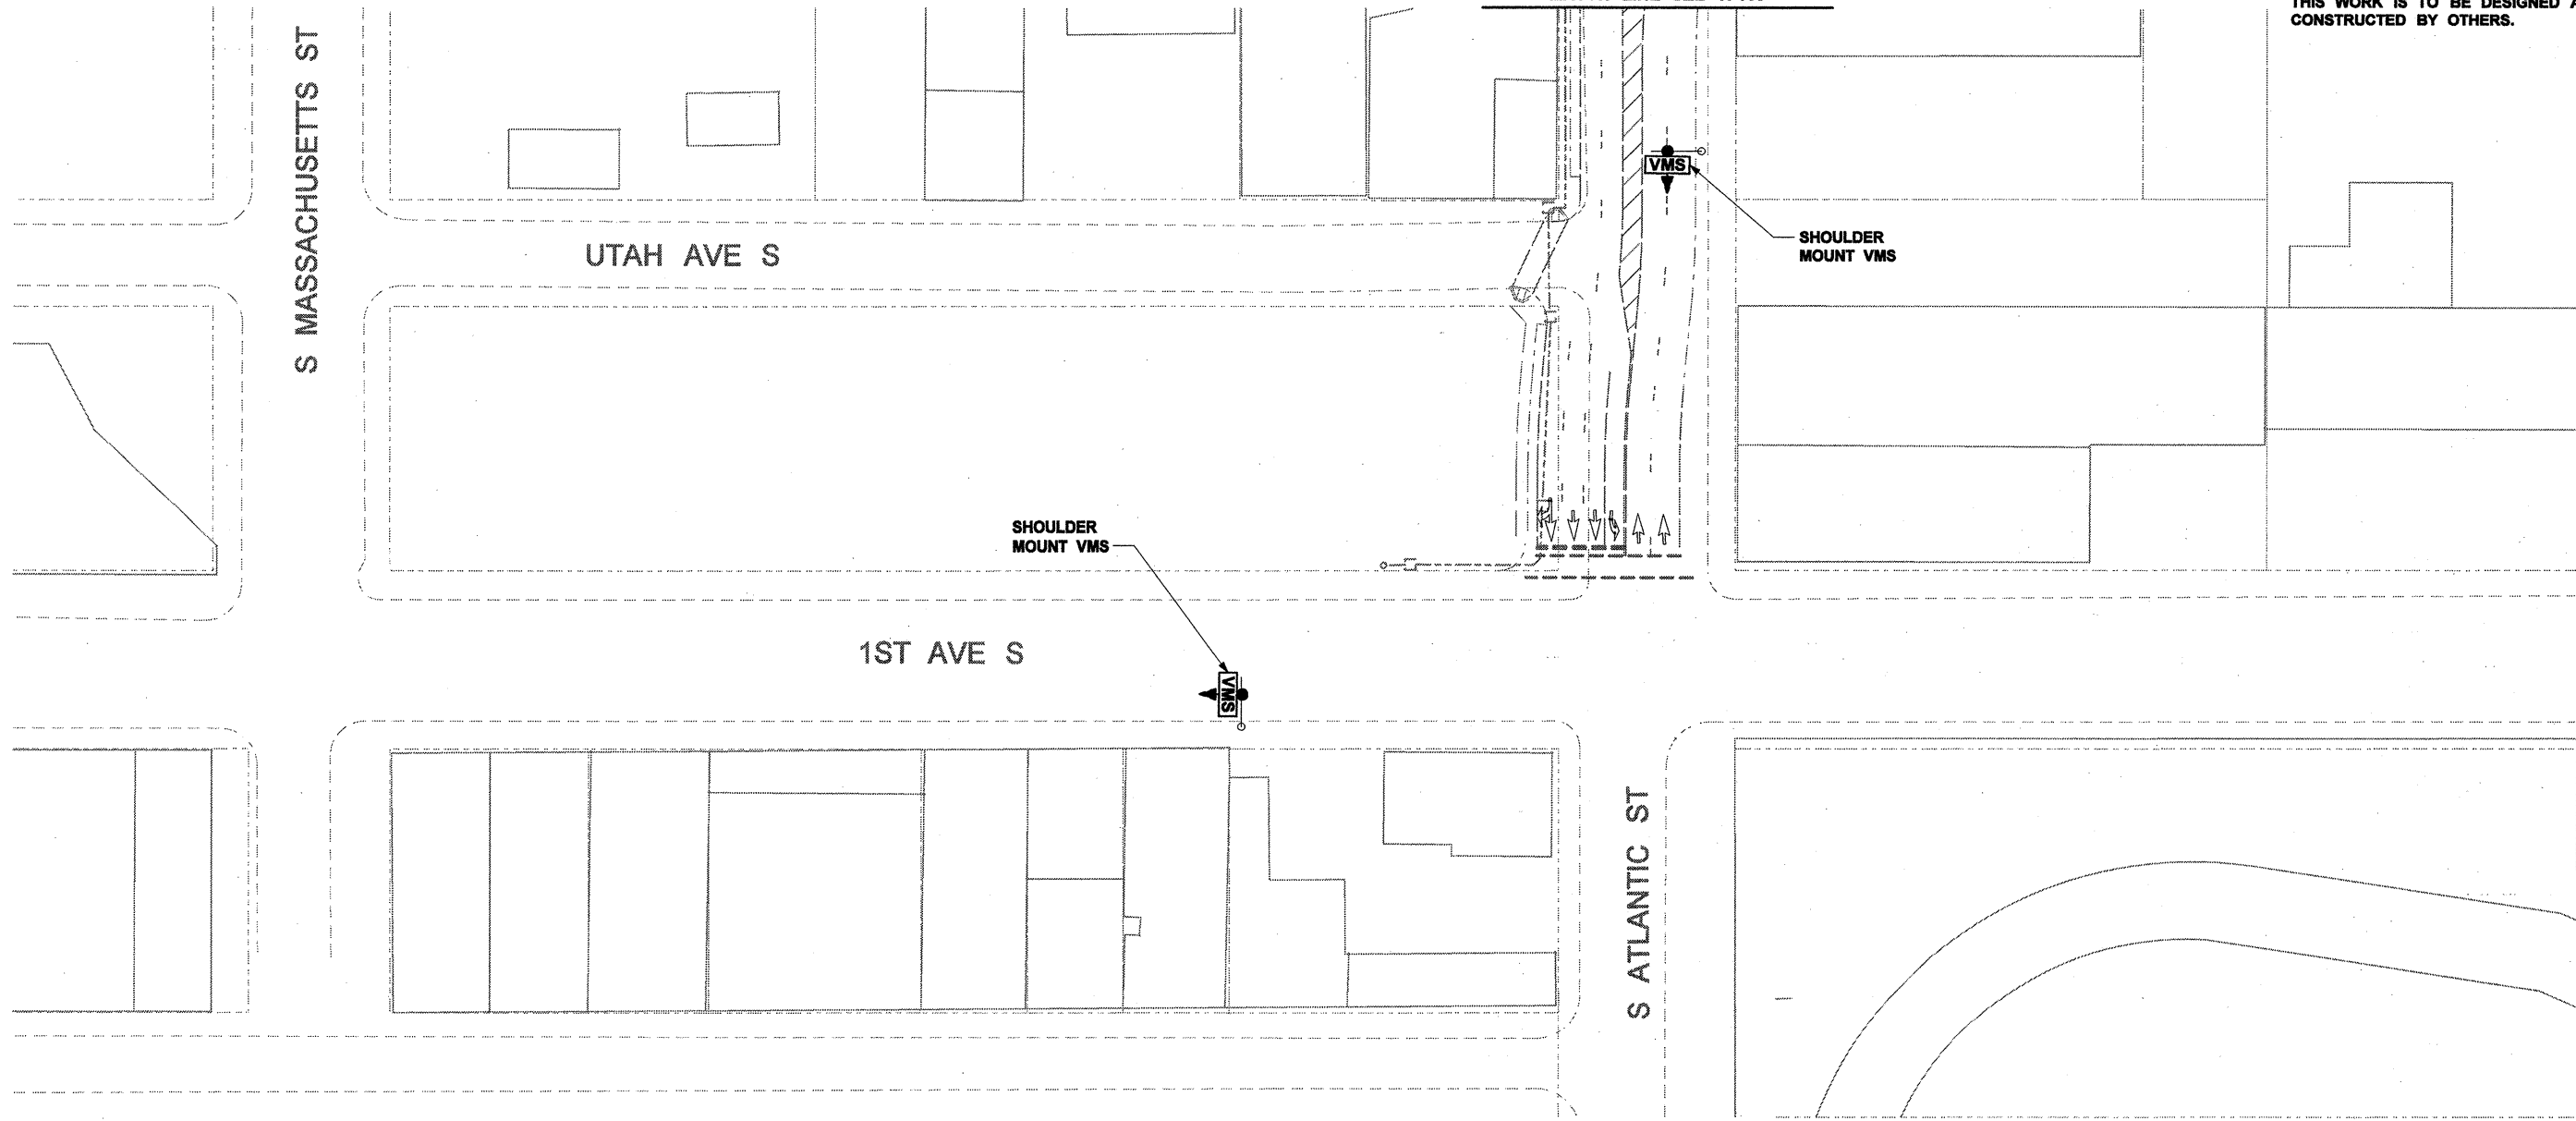 THIS WORK IS TO BE DESIGNED
CONSTRUCTED BY OTHERS.
S MASSACHUSETTS ST
UTAH AVE S
VMS
SHOULDER
MOUNT VMS
SHOULDER
MOUNT VMS
1ST AVE S
VMS
S ATLANTIC ST